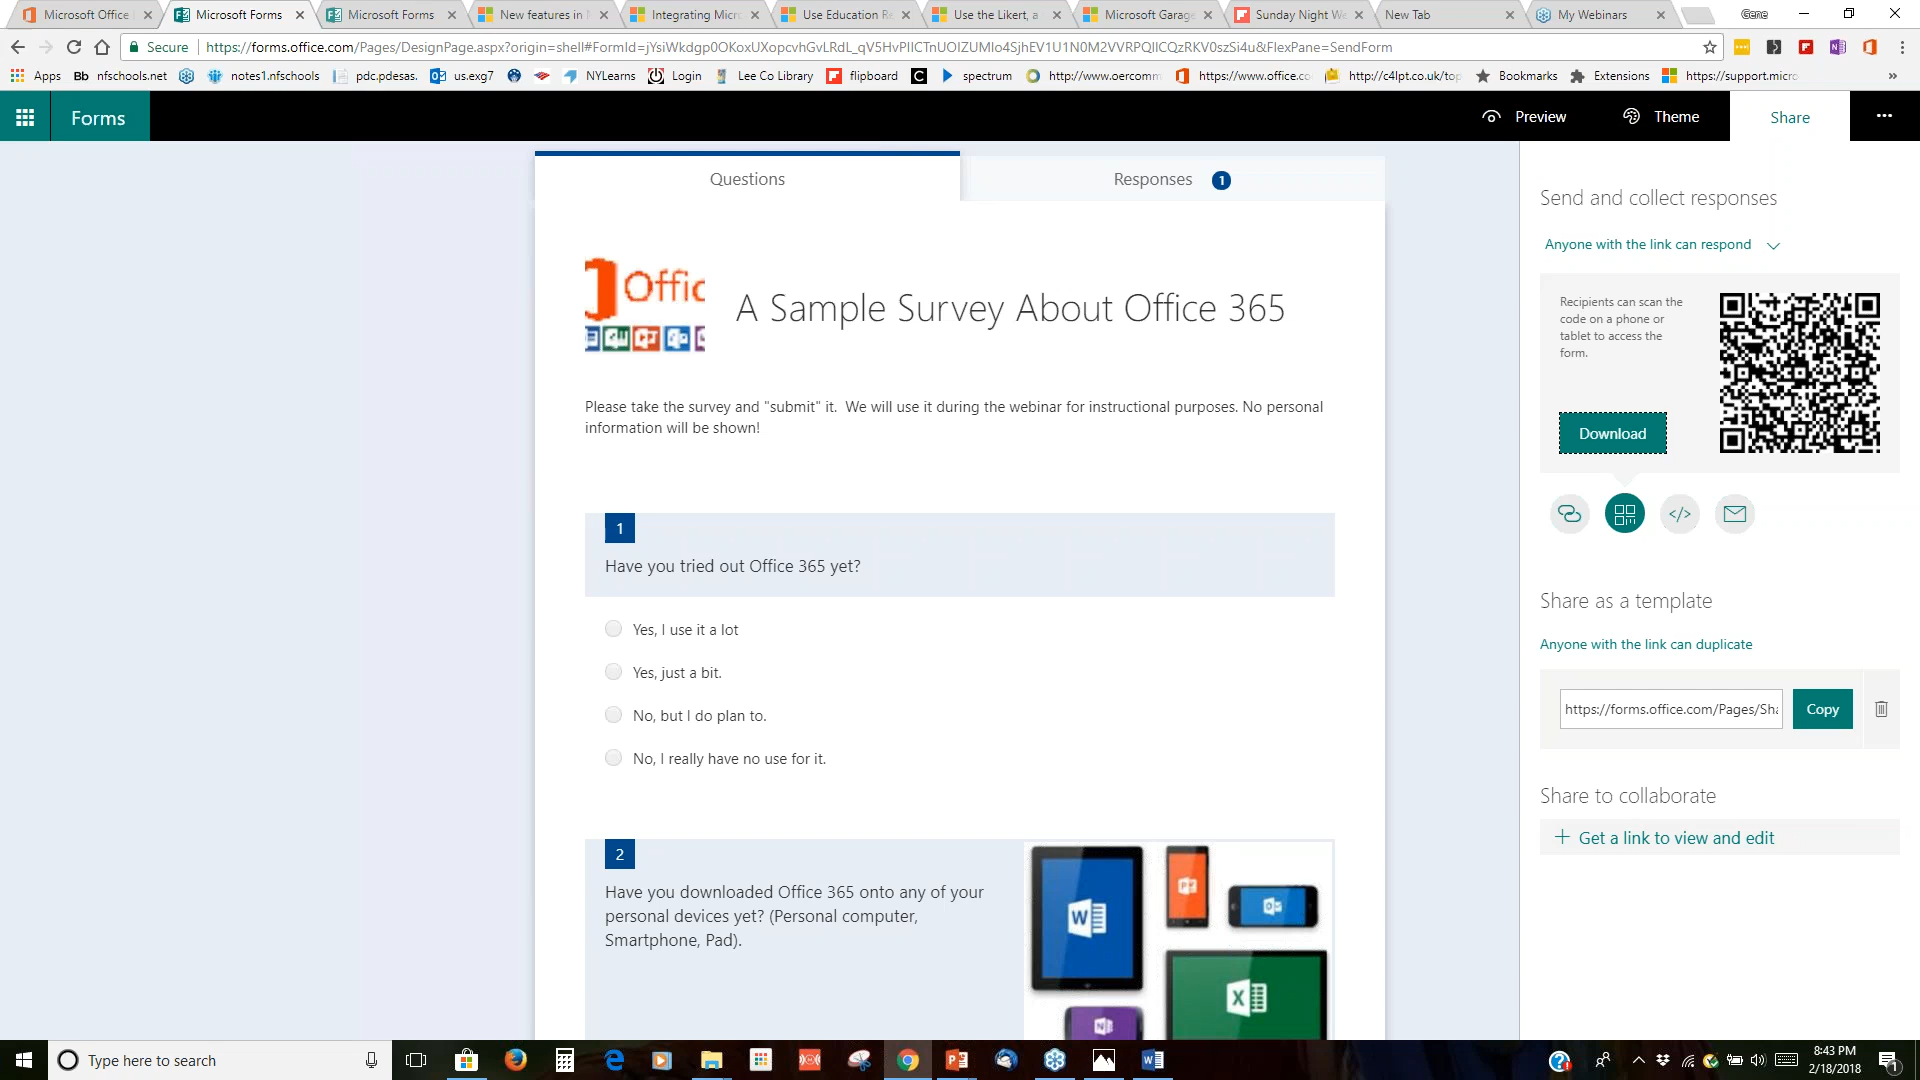 Microsoft Office
Microsoft Forms
Microsoft Forms
New features in
Integrating Micr
Use Education R
Use the Likert, a
Microsoft Garag
Sunday Night W
New Tab
My Webinars
Gene
Secure
https://forms.office.com/Pages/DesignPage.aspx?origin=shell#FormId=jYsiWkdgp0OKoxUXopcvhGvLRdL_qV5HvPIICTnUOIZUMlo4SjhEV1U1N0M2VVRPQllCQzRKV0szSi4u&FlexPane=SendForm
Apps
Bb nfschools.net
notes1.nfschools
pdc.pdesas.
us.exg7
NYLearns
Login
Lee Co Library
flipboard
C
spectrum
http://www.oercomm
https://www.office.co
http://c4lpt.co.uk/top
Bookmarks
Extensions
https://support.micro
»
Forms
Preview
Theme
Share
...
Questions
Responses 1
Offic
A Sample Survey About Office 365
Please take the survey and "submit" it.  We will use it during the webinar for instructional purposes. No personal
information will be shown!
1
Have you tried out Office 365 yet?
Yes, I use it a lot
Yes, just a bit.
No, but I do plan to.
No, I really have no use for it.
2
Have you downloaded Office 365 onto any of your
personal devices yet? (Personal computer,
Smartphone, Pad).
Send and collect responses
Anyone with the link can respond
Recipients can scan the
code on a phone or
tablet to access the
form.
Download
</>
Share as a template
Anyone with the link can duplicate
https://forms.office.com/Pages/Sha
Copy
Share to collaborate
+ Get a link to view and edit
Type here to search
8:43 PM
2/18/2018
1